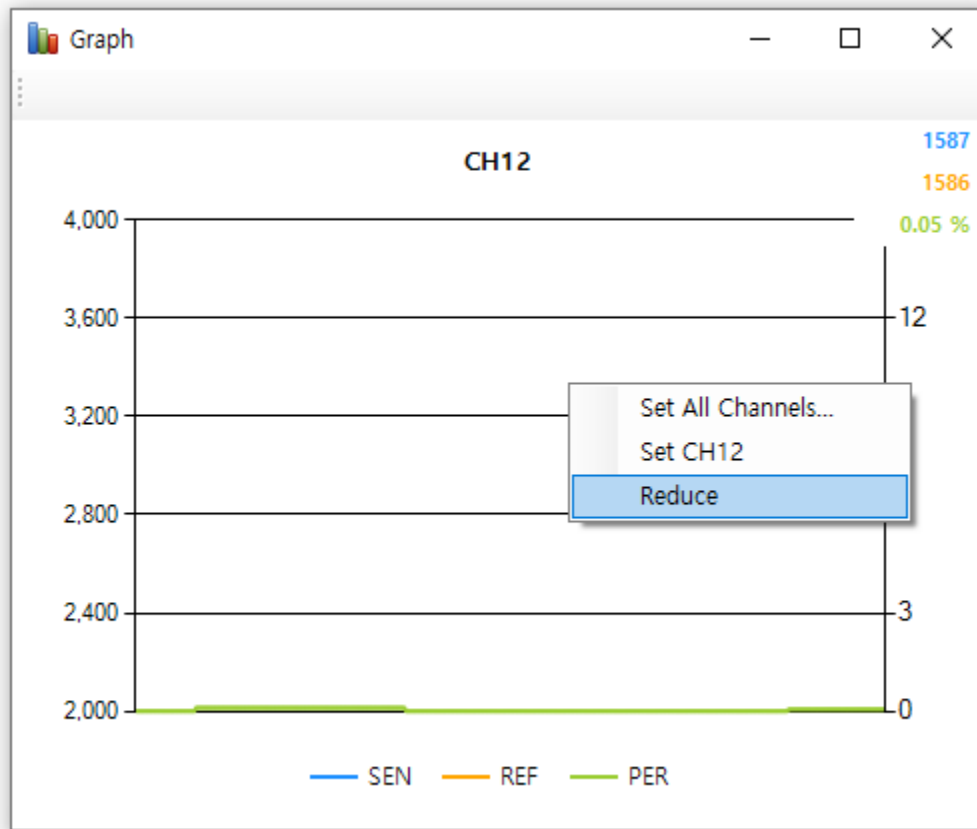 Graph
1587
CH12
1586
4,000
0.05 %
3,600
12
3,200
Set All Channels...
Set CH12
Reduce
2,800
2,400
3
2,000
0
SEN REF PER